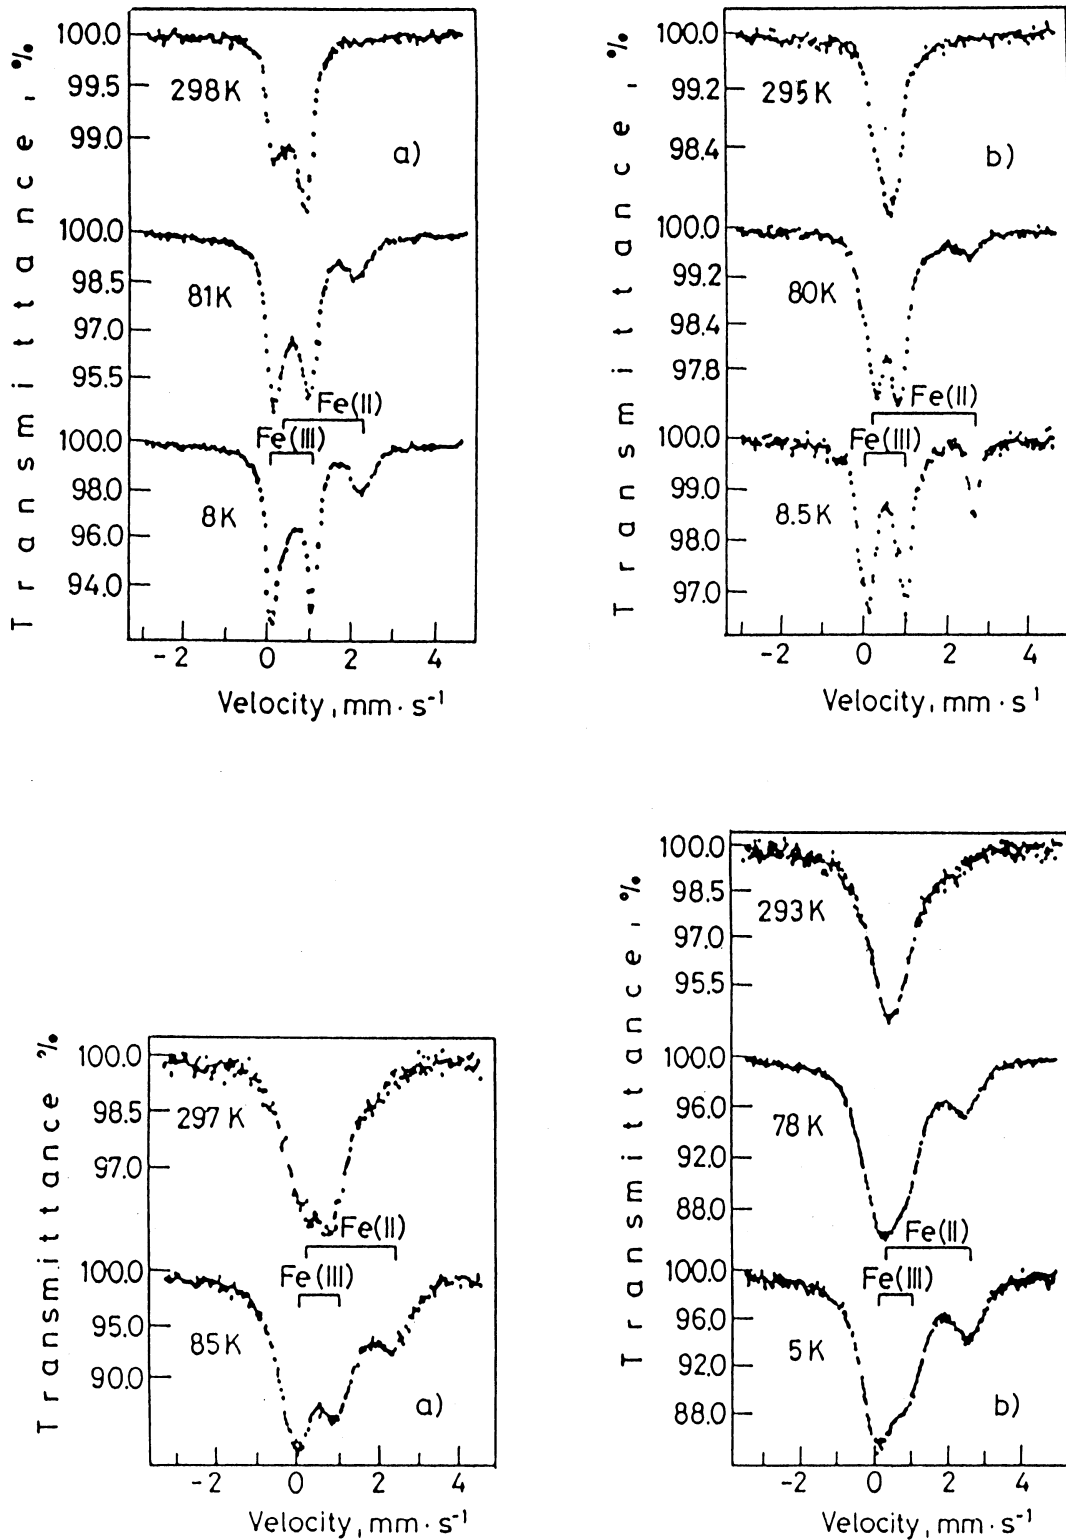 Transmittance, %
100.0
99.5
99.0
298K
a)
100.0
98.5
97.0
95.5
81K
Fe(II)
Fe(III)
100.0
98.0
96.0
94.0
8K
-2 0 2 4
Velocity, mm·s⁻¹
Transmittance, %
100.0
99.2
98.4
295K
b)
100.0
99.2
98.4
97.8
80K
Fe(II)
Fe(III)
100.0
99.0
98.0
97.0
8.5K
-2 0 2 4
Velocity, mm·s⁻¹
Transmittance %
100.0
98.5
97.0
297K
Fe(II)
Fe(III)
100.0
95.0
90.0
85K
a)
-2 0 2 4
Velocity, mm·s⁻¹
Transmittance, %
100.0
98.5
97.0
95.5
293K
100.0
96.0
92.0
88.0
78K
Fe(II)
Fe(III)
100.0
96.0
92.0
88.0
5K
b)
-2 0 2 4
Velocity, mm·s⁻¹